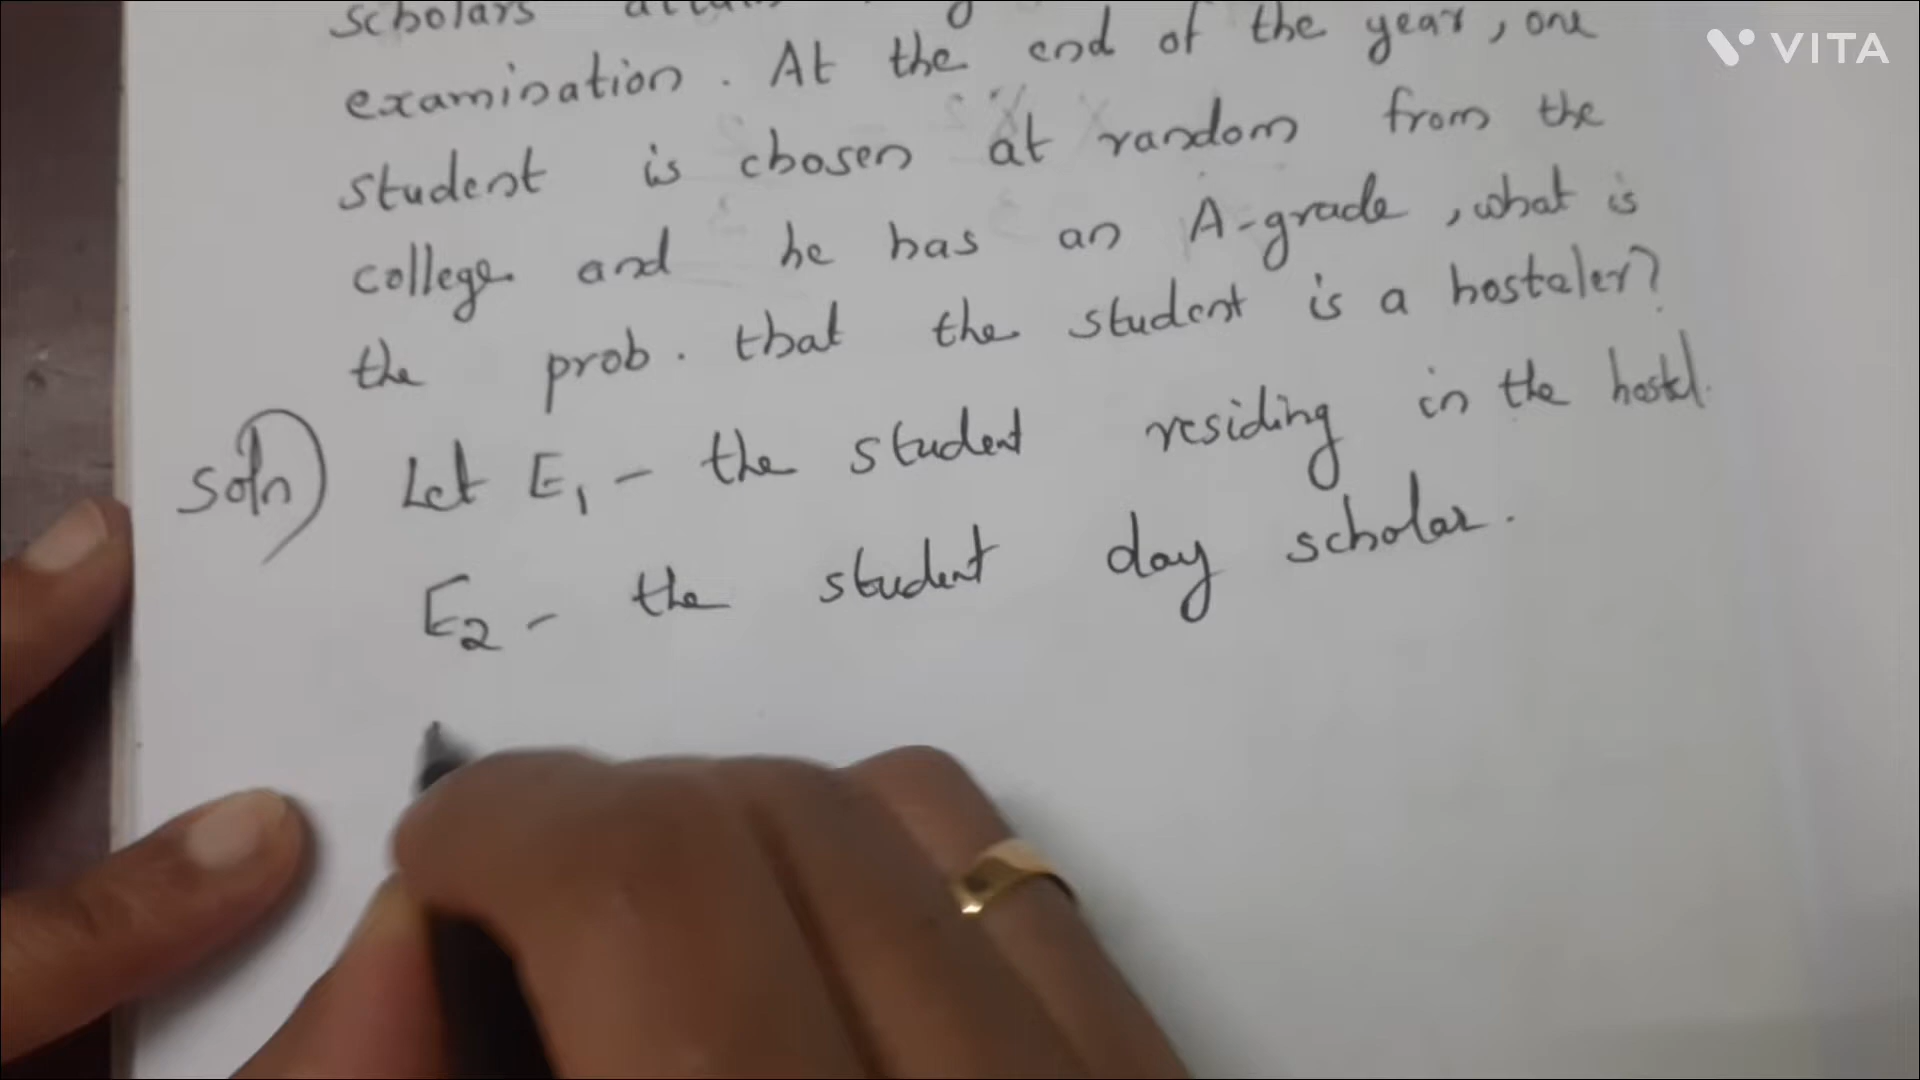 scholars
examination. At the end of the year, one
student is chosen at random from the
college and he has an A-grade, what is
the prob. that the student is a hosteler?
Soln) Let E1 - the student residing in the hostel.
E2 - the student day scholar.
VITA